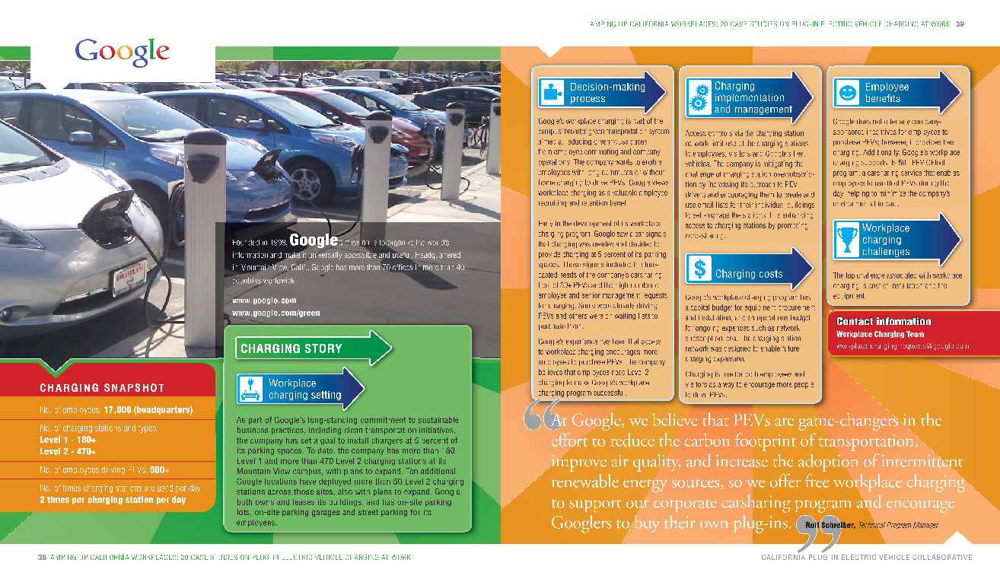 AMPING UP CALIFORNIA WORKPLACES: 20 CASE STUDIES ON PLUG-IN ELECTRIC VEHICLE CHARGING AT WORK 39
Google
DUBLIN
Founded in 1998, Google's mission is to organize the world's
information and make it universally accessible and useful. Headquartered
in Mountain View, Calif., Google has more than 70 offices in more than 40
countries worldwide.
www.google.com
www.google.com/green
CHARGING SNAPSHOT
No. of employees: 17,000 (headquarters)
No. of charging stations and types:
Level 1 - 180+
Level 2 - 470+
No. of employees driving PEVs: 500+
No. of times charging stations are used per day
2 times per charging station per day
CHARGING STORY
Workplace
charging setting
As part of Google's long-standing commitment to sustainable
business practices, including clean transportation initiatives,
the company has set a goal to install chargers at 5 percent of
its parking spaces. To date, the company has more than 180
Level 1 and more than 470 Level 2 charging stations at its
Mountain View campus, with plans to expand. Ten additional
Google locations have deployed more than 50 Level 2 charging
stations across those sites, also with plans to expand. Google
both owns and leases its buildings, and has on-site parking
lots, on-site parking garages and street parking for its
employees.
38 AMPING UP CALIFORNIA WORKPLACES: 20 CASE STUDIES ON PLUG-IN ELECTRIC VEHICLE CHARGING AT WORK
Decision-making
process
Google's workplace charging is part of the
campus' broader green transportation system
aimed at reducing greenhouse gases
from employee commuting and company
operations. The company wants to enable
employees with long commutes or without
home charging to drive PEVs. Google views
workplace charging as a valuable employee
recruiting and retention benefit.
Early in the development of its workplace
charging program, Google saw clear signals
that charging was needed and decided to
provide charging at 5 percent of its parking
spaces. Those signals included the
needs of the company's carsharing
fleet of 50+ PEVs and the high number of
employee and senior management requests
for charging. Some were already driving
PEVs and others were on waiting lists to
purchase them.
Google's experience has been that access
to workplace charging encourages more
employees to purchase PEVs. The company
believes that employees need Level 2
charging to make Google's workplace
charging program successful.
Charging
implementation
and management
Access controls via the charging station
network limit use of the charging stations
to employees, visitors and Google's fleet
vehicles. The company is mitigating the
challenge of charging station oversubscrip-
tion by increasing its outreach to PEV
drivers and encouraging them to create and
use email lists for their individual buildings
to self-manage the stations. It is enhancing
access to charging stations by promoting
Charging costs
Google's workplace charging program has
a capital budget for equipment procurement
and installation, and an operations budget
for ongoing expenses such as network
subscription cost. The charging station
network was designed to enable future
charging expansion.
Charging is free for both employees and
visitors as a way to encourage more people
to drive PEVs.
Employee
benefits
Google does not offer any company-
sponsored incentives for employees to
purchase PEVs; however, it provides free
charging. Additionally, Google's workplace
charging supports its 50+ PEV GFleet
program, a carsharing service that enables
employees to use fleet PEVs during the
day, helping to minimize the company's
environmental impact.
Workplace
charging
challenges
The top challenge associated with workplace
charging is cost of installation and the
equipment.
Contact information
Workplace Charging Team
workplace-charging-requests@google.com
“At Google, we believe that PEVs are game-changers in the
effort to reduce the carbon footprint of transportation,
improve air quality, and increase the adoption of intermittent
renewable energy sources, so we offer free workplace charging
to support our corporate carsharing program and encourage
Googlers to buy their own plug-ins.”
Rolf Schreiber, Technical Program Manager
CALIFORNIA PLUG-IN ELECTRIC VEHICLE COLLABORATIVE